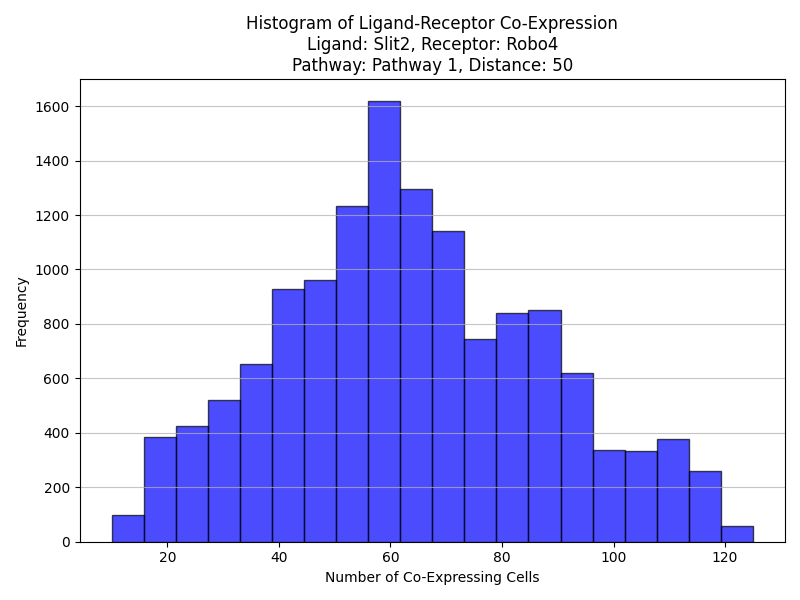 Histogram of Ligand-Receptor Co-Expression
Ligand: Slit2, Receptor: Robo4
Pathway: Pathway 1, Distance: 50
1600
1400
1200
1000
800
600
400
200
0
Frequency
20 40 60 80 100 120
Number of Co-Expressing Cells